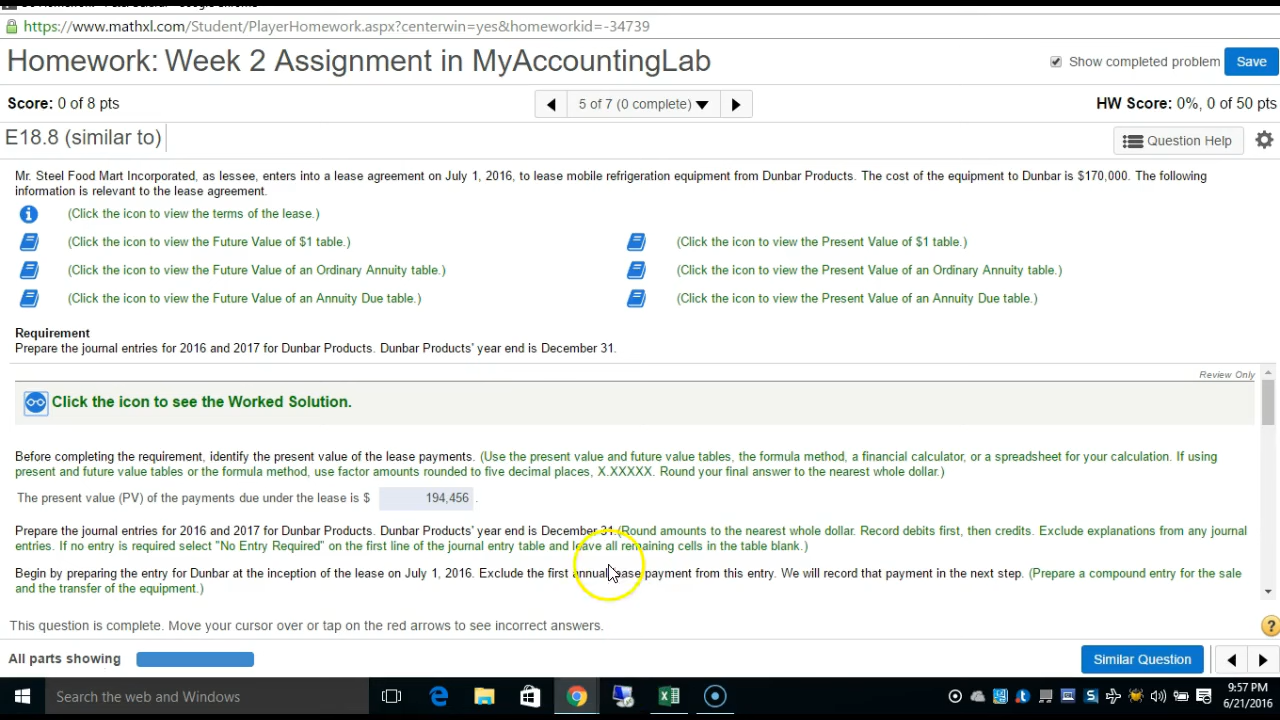 https://www.mathxl.com/Student/PlayerHomework.aspx?centerwin=yes&homeworkid=-34739
Homework: Week 2 Assignment in MyAccountingLab
Show completed problem
Save
Score: 0 of 8 pts
5 of 7 (0 complete)
HW Score: 0%, 0 of 50 pts
E18.8 (similar to)
Question Help
Mr. Steel Food Mart Incorporated, as lessee, enters into a lease agreement on July 1, 2016, to lease mobile refrigeration equipment from Dunbar Products. The cost of the equipment to Dunbar is $170,000. The following
information is relevant to the lease agreement.
(Click the icon to view the terms of the lease.)
(Click the icon to view the Future Value of $1 table.)
(Click the icon to view the Present Value of $1 table.)
(Click the icon to view the Future Value of an Ordinary Annuity table.)
(Click the icon to view the Present Value of an Ordinary Annuity table.)
(Click the icon to view the Future Value of an Annuity Due table.)
(Click the icon to view the Present Value of an Annuity Due table.)
Requirement
Prepare the journal entries for 2016 and 2017 for Dunbar Products. Dunbar Products' year end is December 31.
Review Only
Click the icon to see the Worked Solution.
Before completing the requirement, identify the present value of the lease payments. (Use the present value and future value tables, the formula method, a financial calculator, or a spreadsheet for your calculation. If using
present and future value tables or the formula method, use factor amounts rounded to five decimal places, X.XXXXX. Round your final answer to the nearest whole dollar.)
The present value (PV) of the payments due under the lease is $ 194,456 .
Prepare the journal entries for 2016 and 2017 for Dunbar Products. Dunbar Products' year end is December 31.(Round amounts to the nearest whole dollar. Record debits first, then credits. Exclude explanations from any journal
entries. If no entry is required select "No Entry Required" on the first line of the journal entry table and leave all remaining cells in the table blank.)
Begin by preparing the entry for Dunbar at the inception of the lease on July 1, 2016. Exclude the first annual lease payment from this entry. We will record that payment in the next step. (Prepare a compound entry for the sale
and the transfer of the equipment.)
This question is complete. Move your cursor over or tap on the red arrows to see incorrect answers.
All parts showing
Similar Question
Search the web and Windows
9:57 PM
6/21/2016